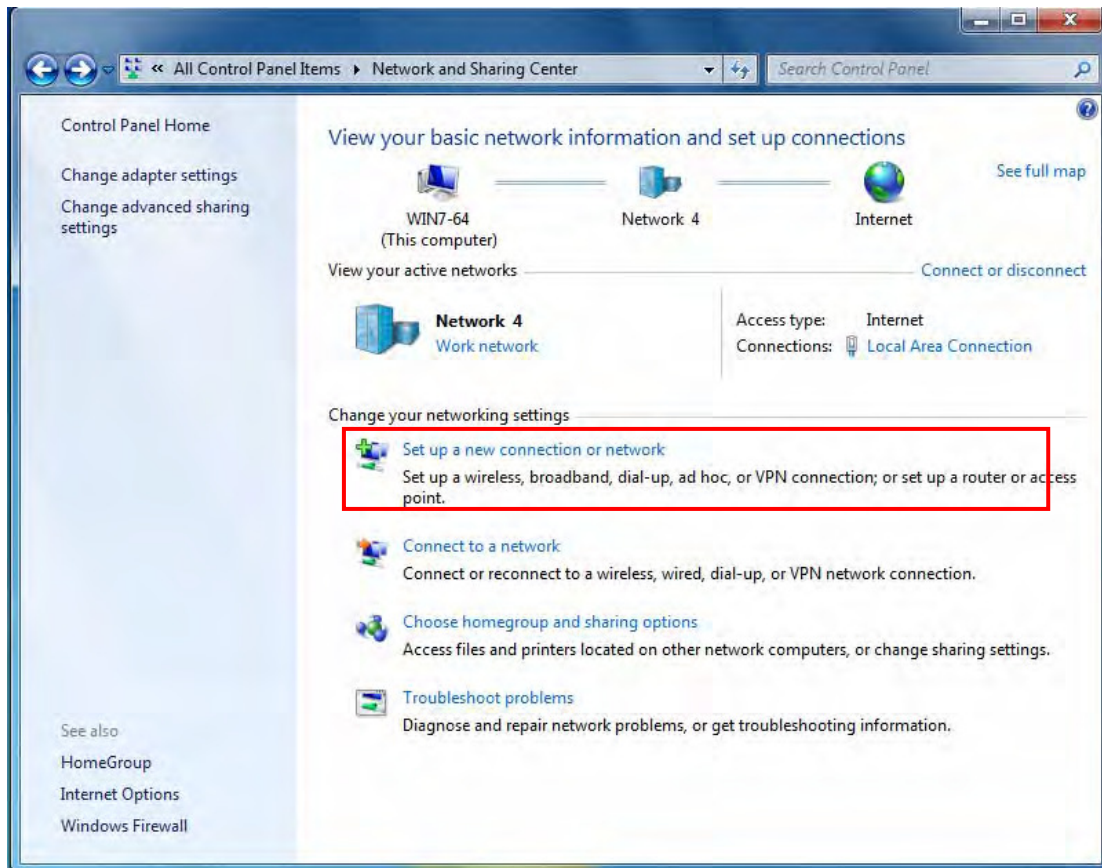 « All Control Panel Items ▸ Network and Sharing Center
Search Control Panel
Control Panel Home
Change adapter settings
Change advanced sharing
settings
See also
HomeGroup
Internet Options
Windows Firewall
View your basic network information and set up connections
See full map
WIN7-64
(This computer)
Network 4
Internet
View your active networks
Connect or disconnect
Network 4
Work network
Access type: Internet
Connections: Local Area Connection
Change your networking settings
Set up a new connection or network
Set up a wireless, broadband, dial-up, ad hoc, or VPN connection; or set up a router or access
point.
Connect to a network
Connect or reconnect to a wireless, wired, dial-up, or VPN network connection.
Choose homegroup and sharing options
Access files and printers located on other network computers, or change sharing settings.
Troubleshoot problems
Diagnose and repair network problems, or get troubleshooting information.